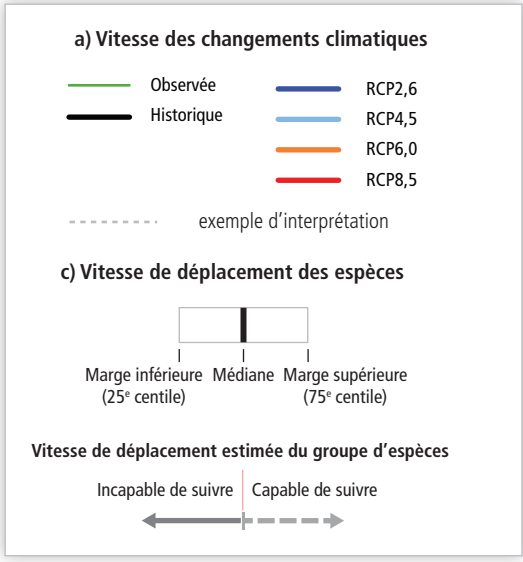 a) Vitesse des changements climatiques
Observée
Historique
RCP2,6
RCP4,5
RCP6,0
RCP8,5
exemple d'interprétation
c) Vitesse de déplacement des espèces
Marge inférieure
(25e centile)
Médiane
Marge supérieure
(75e centile)
Vitesse de déplacement estimée du groupe d'espèces
Incapable de suivre
Capable de suivre